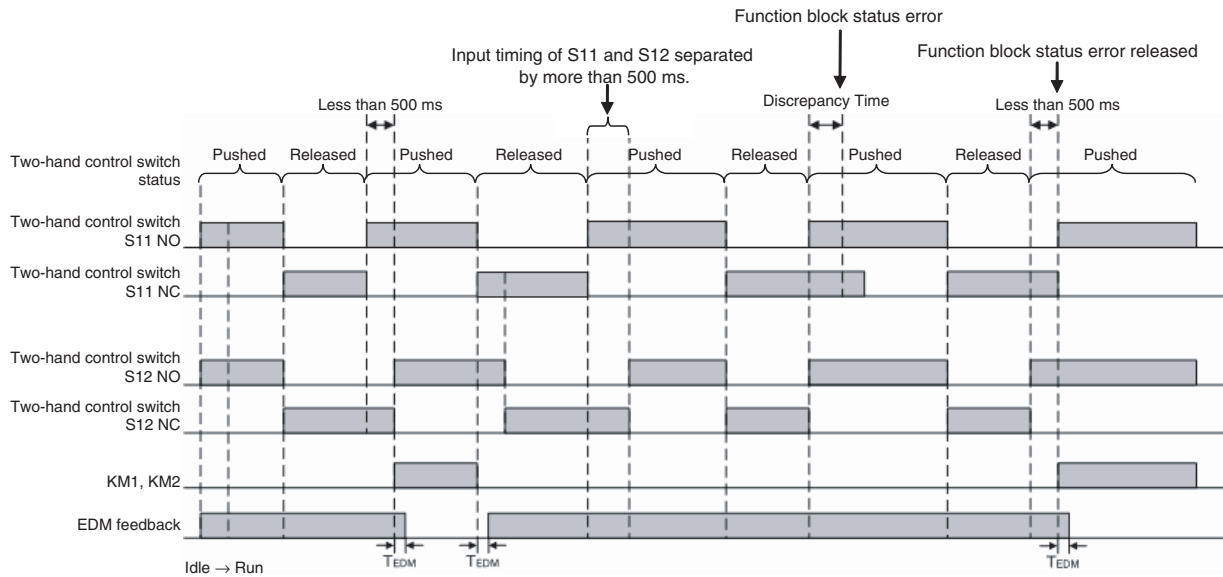 Function block status error
Function block status error released
Input timing of S11 and S12 separated
by more than 500 ms.
Less than 500 ms
Discrepancy Time
Less than 500 ms
Two-hand control switch
status
Pushed
Released
Pushed
Released
Pushed
Released
Pushed
Released
Pushed
Two-hand control switch
S11 NO
Two-hand control switch
S11 NC
Two-hand control switch
S12 NO
Two-hand control switch
S12 NC
KM1, KM2
EDM feedback
TEDM
TEDM
TEDM
Idle → Run